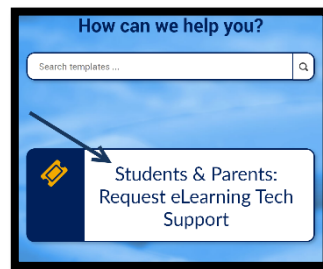 How can we help you?
Search templates ...
Students & Parents:
Request eLearning Tech
Support